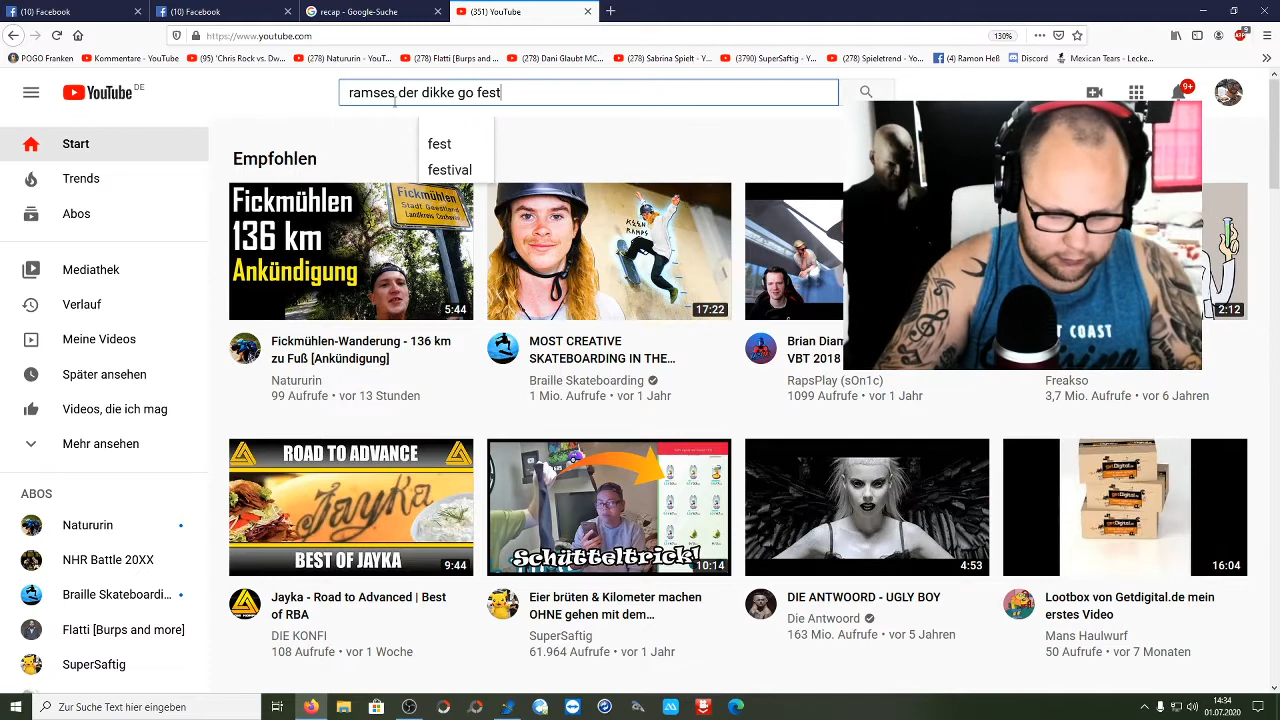 (10) Facebook
(10) Facebook
recap - Google-Suche
(351) YouTube
https://www.youtube.com
130%
POGO Franken
Kommentare - YouTube
(95) 'Chris Rock vs. Dm...
(278) Natururin - YouT...
(278) Flatti [Burps and ...
(278) Dani Glaubt MC...
(278) Sabrina Spielt - Y...
(3790) SuperSaftig - Y...
(278) Spieletrend - Yo...
(4) Ramon Heß
Discord
Mexican Tears - Lecke...
YouTube DE
ramses der dikke go fest
9+
fest
festival
Start
Trends
Abos
Mediathek
Verlauf
Meine Videos
Später ansehen
Videos, die ich mag
Mehr ansehen
ABOS
Natururin
NHR Battle 20XX
Braille Skateboardi...
Flatti [Burps and more]
SuperSaftig
Empfohlen
Fickmühlen
136 km
Ankündigung
Fickmühlen
Stadt Geestland
Landkreis Cuxhaven
5:44
Fickmühlen-Wanderung - 136 km
zu Fuß [Ankündigung]
Natururin
99 Aufrufe • vor 13 Stunden
17:22
MOST CREATIVE
SKATEBOARDING IN THE...
Braille Skateboarding
1 Mio. Aufrufe • vor 1 Jahr
Brian Diam
VBT 2018
RapsPlay (sOn1c)
1099 Aufrufe • vor 1 Jahr
COAST
2:12
Freakso
3,7 Mio. Aufrufe • vor 6 Jahren
ROAD TO ADVANCE
Jayka
BEST OF JAYKA
9:44
Jayka - Road to Advanced | Best
of RBA
DIE KONFI
108 Aufrufe • vor 1 Woche
Schütteltrick!
10:14
Eier brüten & Kilometer machen
OHNE gehen mit dem...
SuperSaftig
61.964 Aufrufe • vor 1 Jahr
4:53
DIE ANTWOORD - UGLY BOY
Die Antwoord
163 Mio. Aufrufe • vor 5 Jahren
getDigital.de
16:04
Lootbox von Getdigital.de mein
erstes Video
Mans Haulwurf
50 Aufrufe • vor 7 Monaten
Zur Suche Text hier eingeben
14:34
01.07.2020